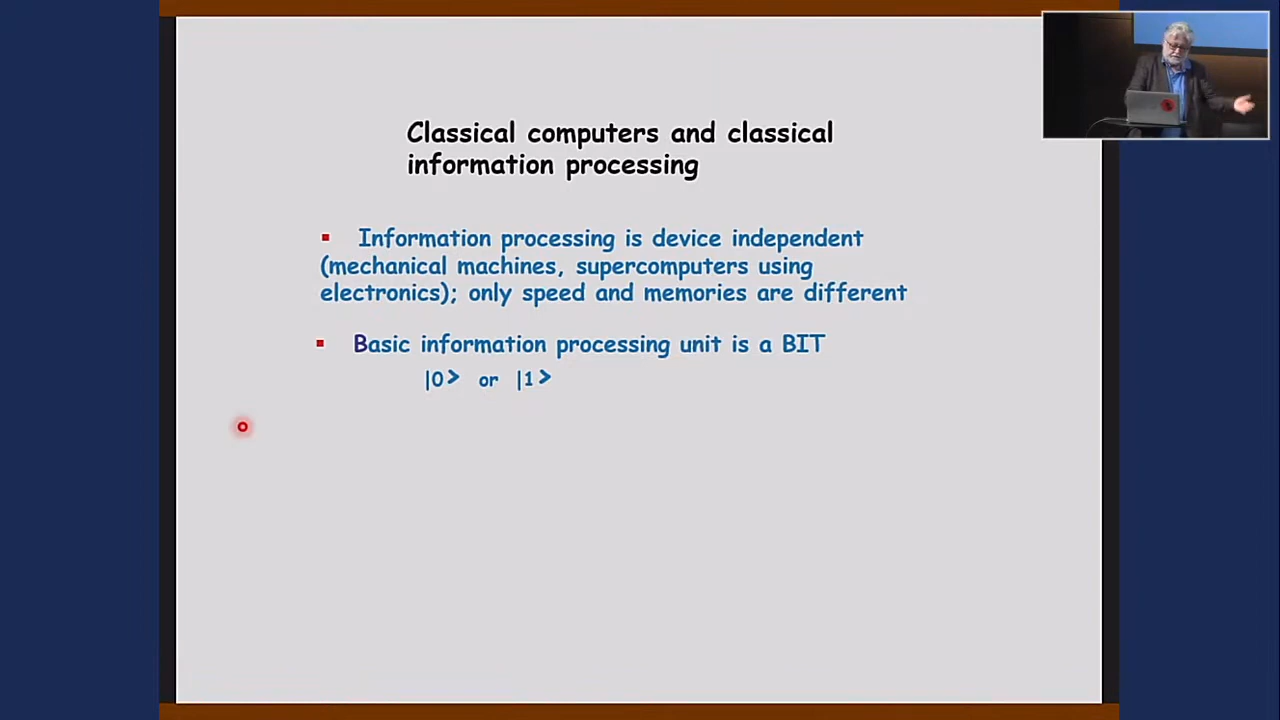 Classical computers and classical
information processing
▪ Information processing is device independent
(mechanical machines, supercomputers using
electronics); only speed and memories are different
▪ Basic information processing unit is a BIT
|0> or |1>